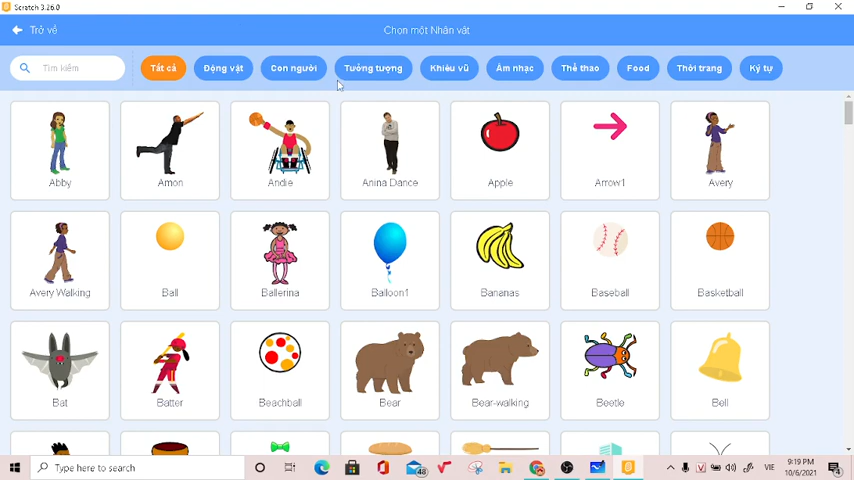 Scratch 3.26.0
Trở về
Chọn một Nhân vật
Tìm kiếm
Tất cả
Động vật
Con người
Tưởng tượng
Khiêu vũ
Âm nhạc
Thể thao
Food
Thời trang
Ký tự
Abby
Amon
Andie
Anina Dance
Apple
Arrow1
Avery
Avery Walking
Ball
Ballerina
Balloon1
Bananas
Baseball
Basketball
Bat
Batter
Beachball
Bear
Bear-walking
Beetle
Bell
Type here to search
48
VIE
9:19 PM
10/6/2021
4